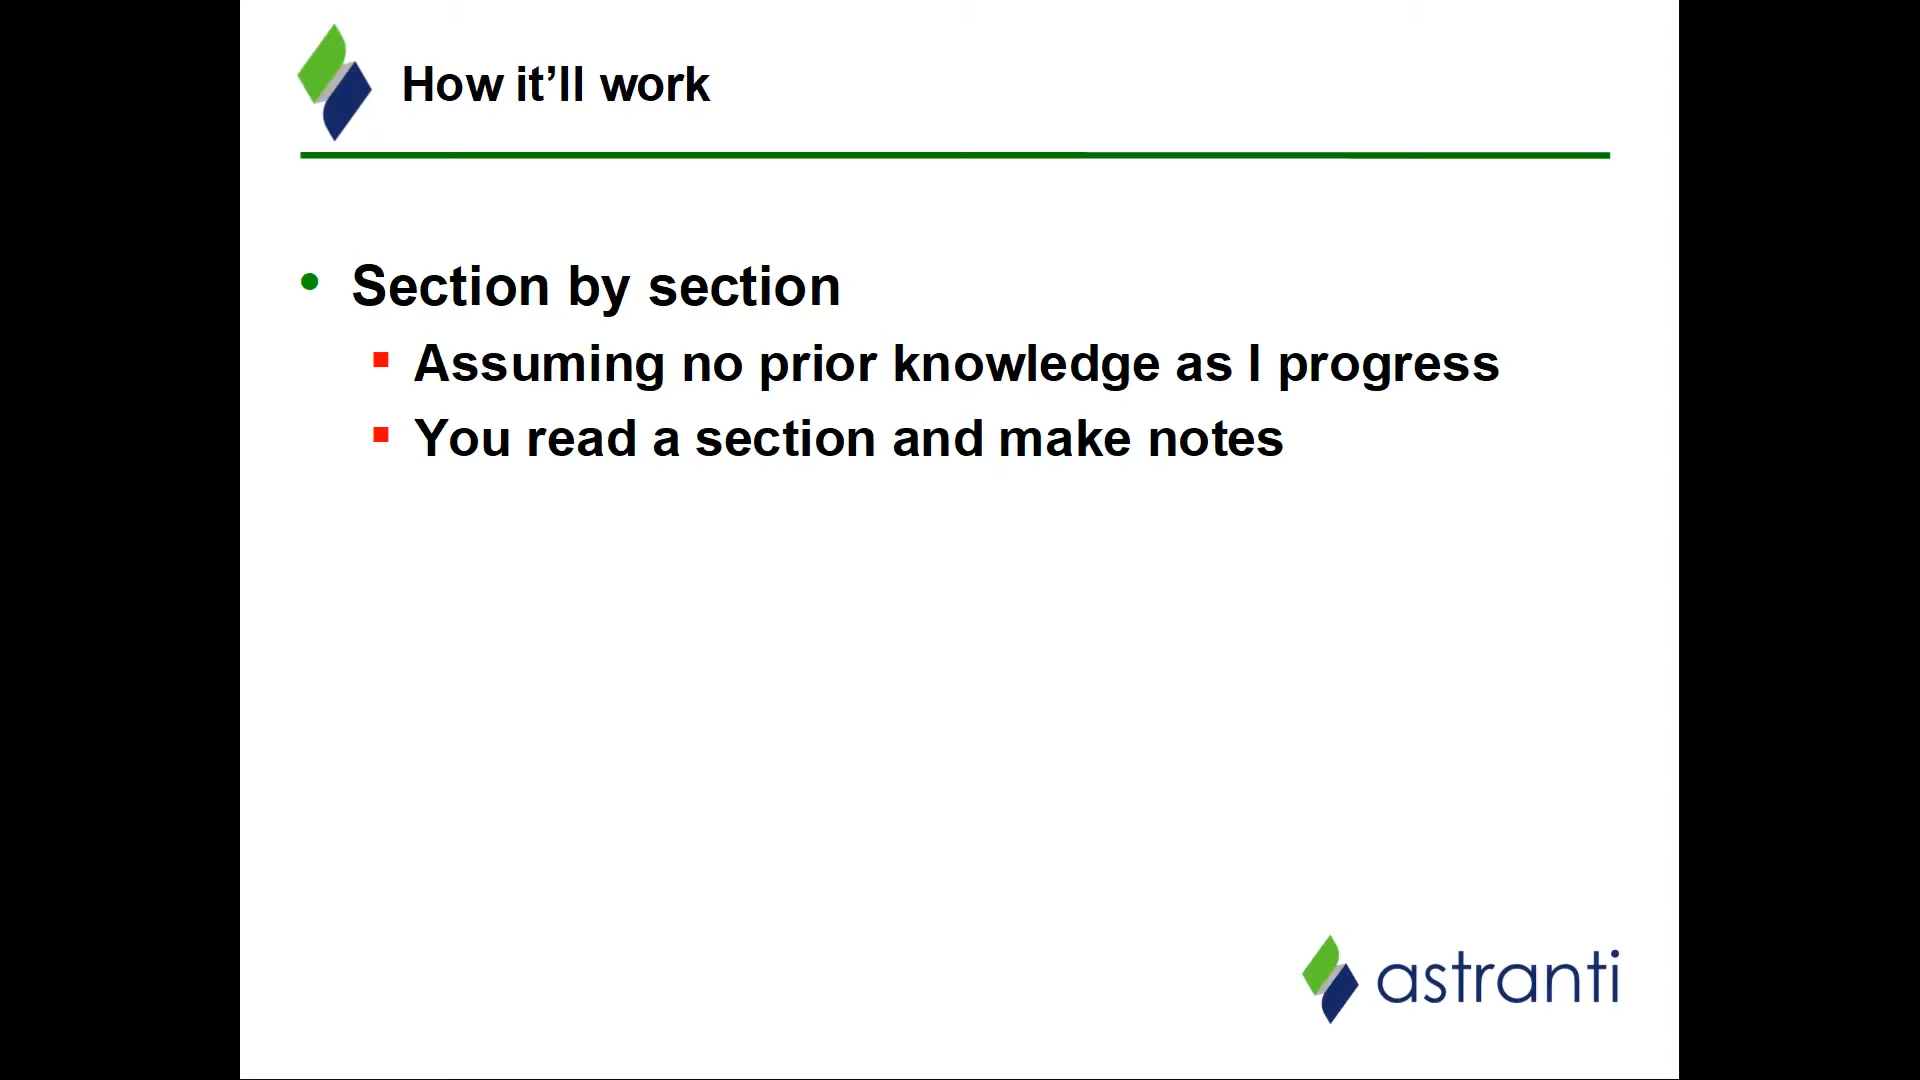 How it’ll work
• Section by section
▪ Assuming no prior knowledge as I progress
▪ You read a section and make notes
astranti